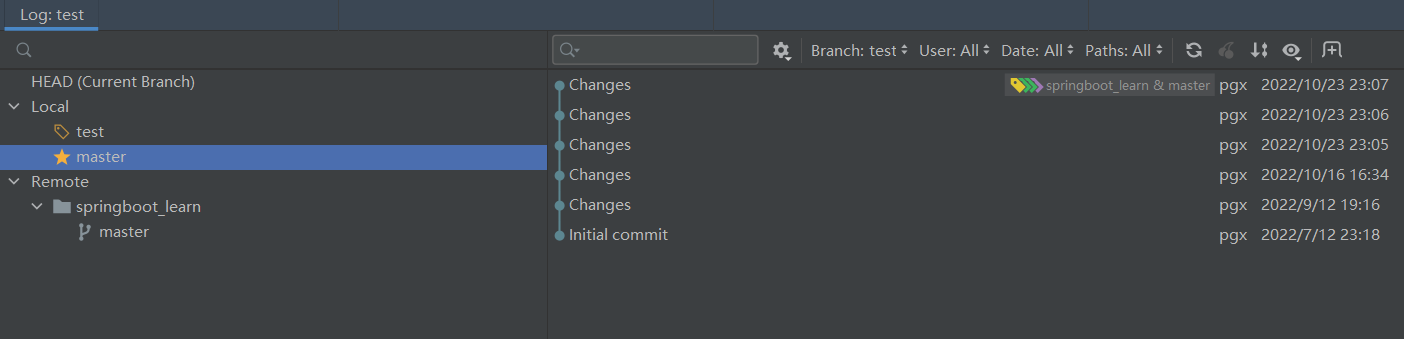 Log: test
HEAD (Current Branch)
Local
test
master
Remote
springboot_learn
master
Branch: test User: All Date: All Paths: All
Changes springboot_learn & master pgx 2022/10/23 23:07
Changes pgx 2022/10/23 23:06
Changes pgx 2022/10/23 23:05
Changes pgx 2022/10/16 16:34
Changes pgx 2022/9/12 19:16
Initial commit pgx 2022/7/12 23:18